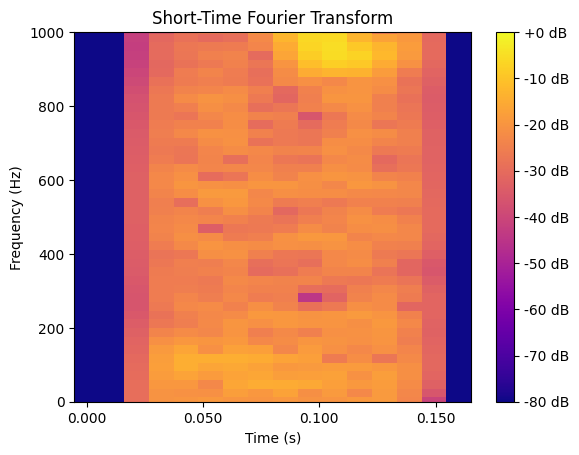 Short-Time Fourier Transform
1000
800
600
400
200
0
Frequency (Hz)
0.000
0.050
0.100
0.150
Time (s)
+0 dB
-10 dB
-20 dB
-30 dB
-40 dB
-50 dB
-60 dB
-70 dB
-80 dB